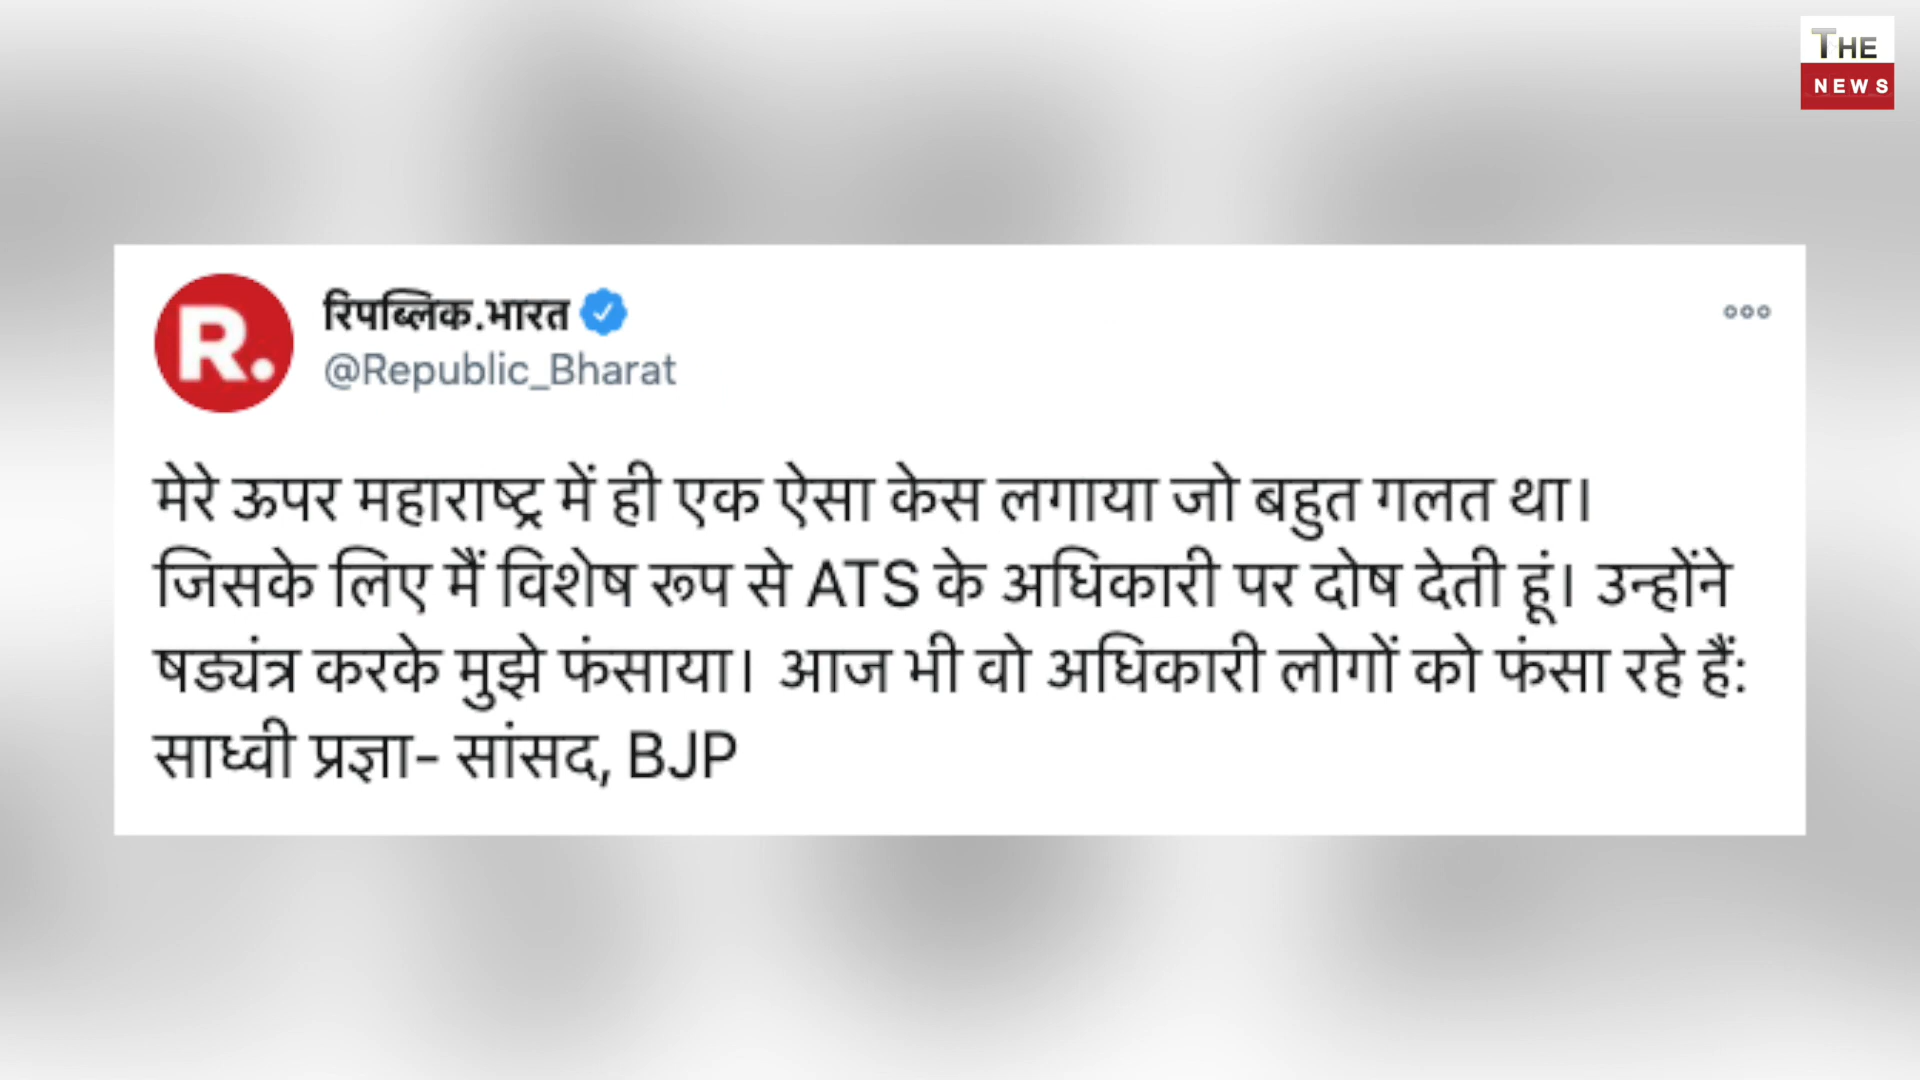 THE
NEWS
रिपब्लिक.भारत
@Republic_Bharat
मेरे ऊपर महाराष्ट्र में ही एक ऐसा केस लगाया जो बहुत गलत था।
जिसके लिए मैं विशेष रूप से ATS के अधिकारी पर दोष देती हूं। उन्होंने
षड्यंत्र करके मुझे फंसाया। आज भी वो अधिकारी लोगों को फंसा रहे हैं:
साध्वी प्रज्ञा- सांसद, BJP